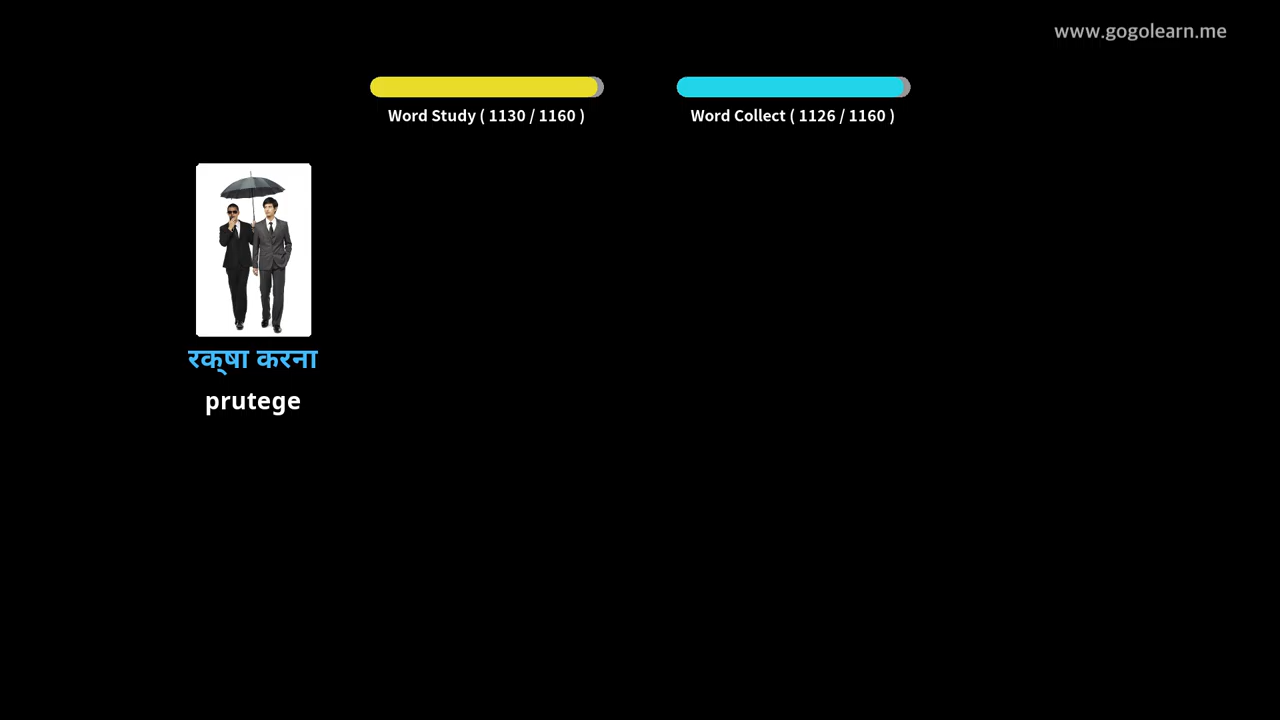 www.gogolearn.me
Word Study ( 1130 / 1160 )
Word Collect ( 1126 / 1160 )
रक्षा करना
prutege